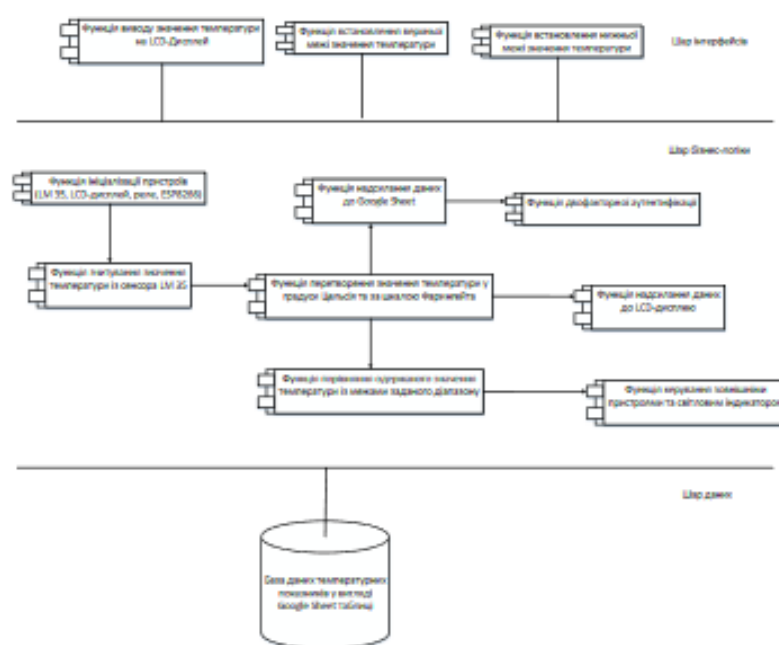 Функція виводу значення температури
на LCD-Дисплей
Функція встановлення верхньої
межі значення температури
Функція встановлення нижньої
межі значення температури
Шар інтерфейсів
Шар бізнес-логіки
Функція ініціалізації пристроїв
(LM 35, LCD-дисплей, реле, ESP8266)
Функція надсилання даних
до Google Sheet
Функція двофакторної аутентифікації
Функція зчитування значення
температури із сенсора LM 35
Функція перетворення значення температури у
градуси Цельсія та за шкалою Фаренгейта
Функція надсилання даних
до LCD-дисплею
Функція порівняння одержаного значення
температури із межами заданого діапазону
Функція керування зовнішніми
пристроями та світловим індикатором
Шар даних
База даних температурних
показників у вигляді
Google Sheet таблиці